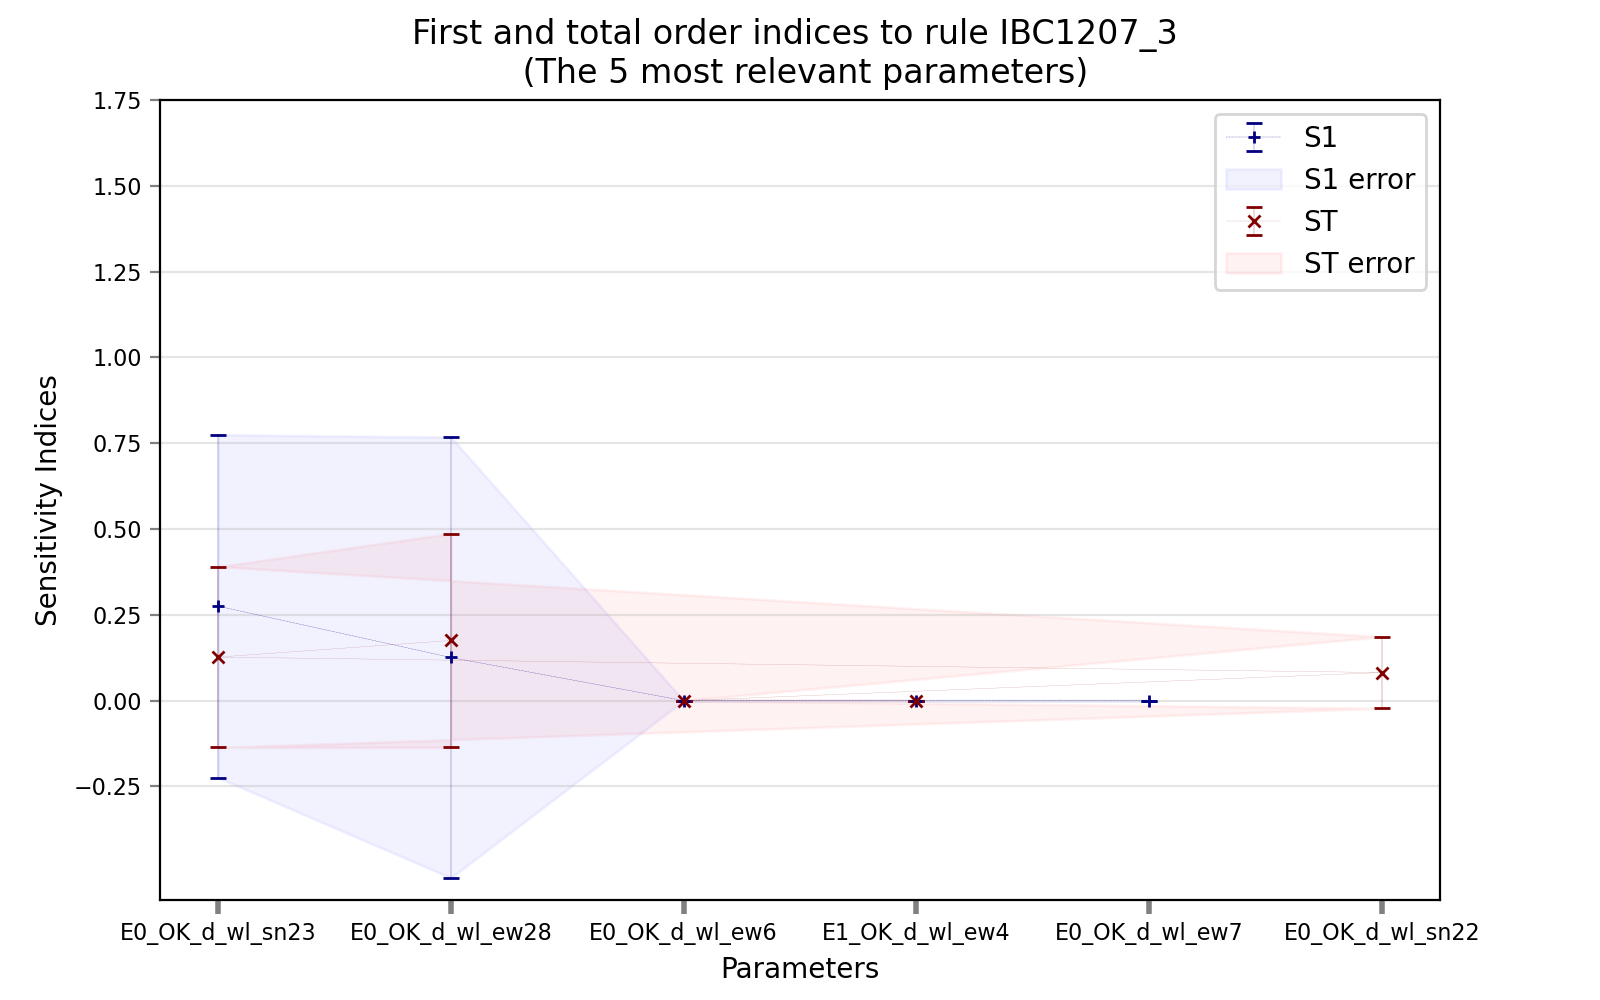 First and total order indices to rule IBC1207_3
(The 5 most relevant parameters)
1.75
1.50
1.25
1.00
0.75
0.50
0.25
0.00
−0.25
Sensitivity Indices
S1
S1 error
ST
ST error
E0_OK_d_wl_sn23
E0_OK_d_wl_ew28
E0_OK_d_wl_ew6
E1_OK_d_wl_ew4
E0_OK_d_wl_ew7
E0_OK_d_wl_sn22
Parameters